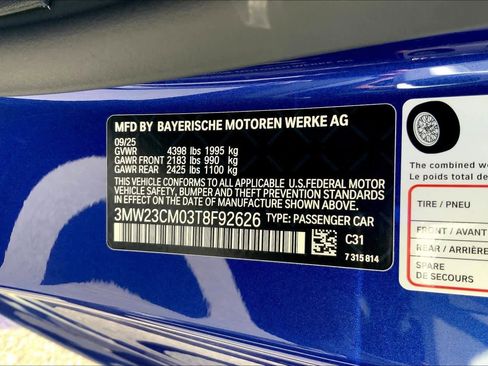 MFD BY BAYERISCHE MOTOREN WERKE AG
09/25
GVWR 4398 lbs 1995 kg
GAWR FRONT 2183 lbs 990 kg
GAWR REAR 2425 lbs 1100 kg
THIS VEHICLE CONFORMS TO ALL APPLICABLE U.S.FEDERAL MOTOR
VEHICLE SAFETY, BUMPER, AND THEFT PREVENTION STANDARDS
IN EFFECT ON THE DATE OF MANUFACTURE SHOWN ABOVE.
3MW23CM03T8F92626 TYPE: PASSENGER CAR
C31
7 315 814
The combined w
Le poids total de
TIRE / PNEU
FRONT / AVANT
REAR / ARRIÈRE
SPARE
DE SECOURS